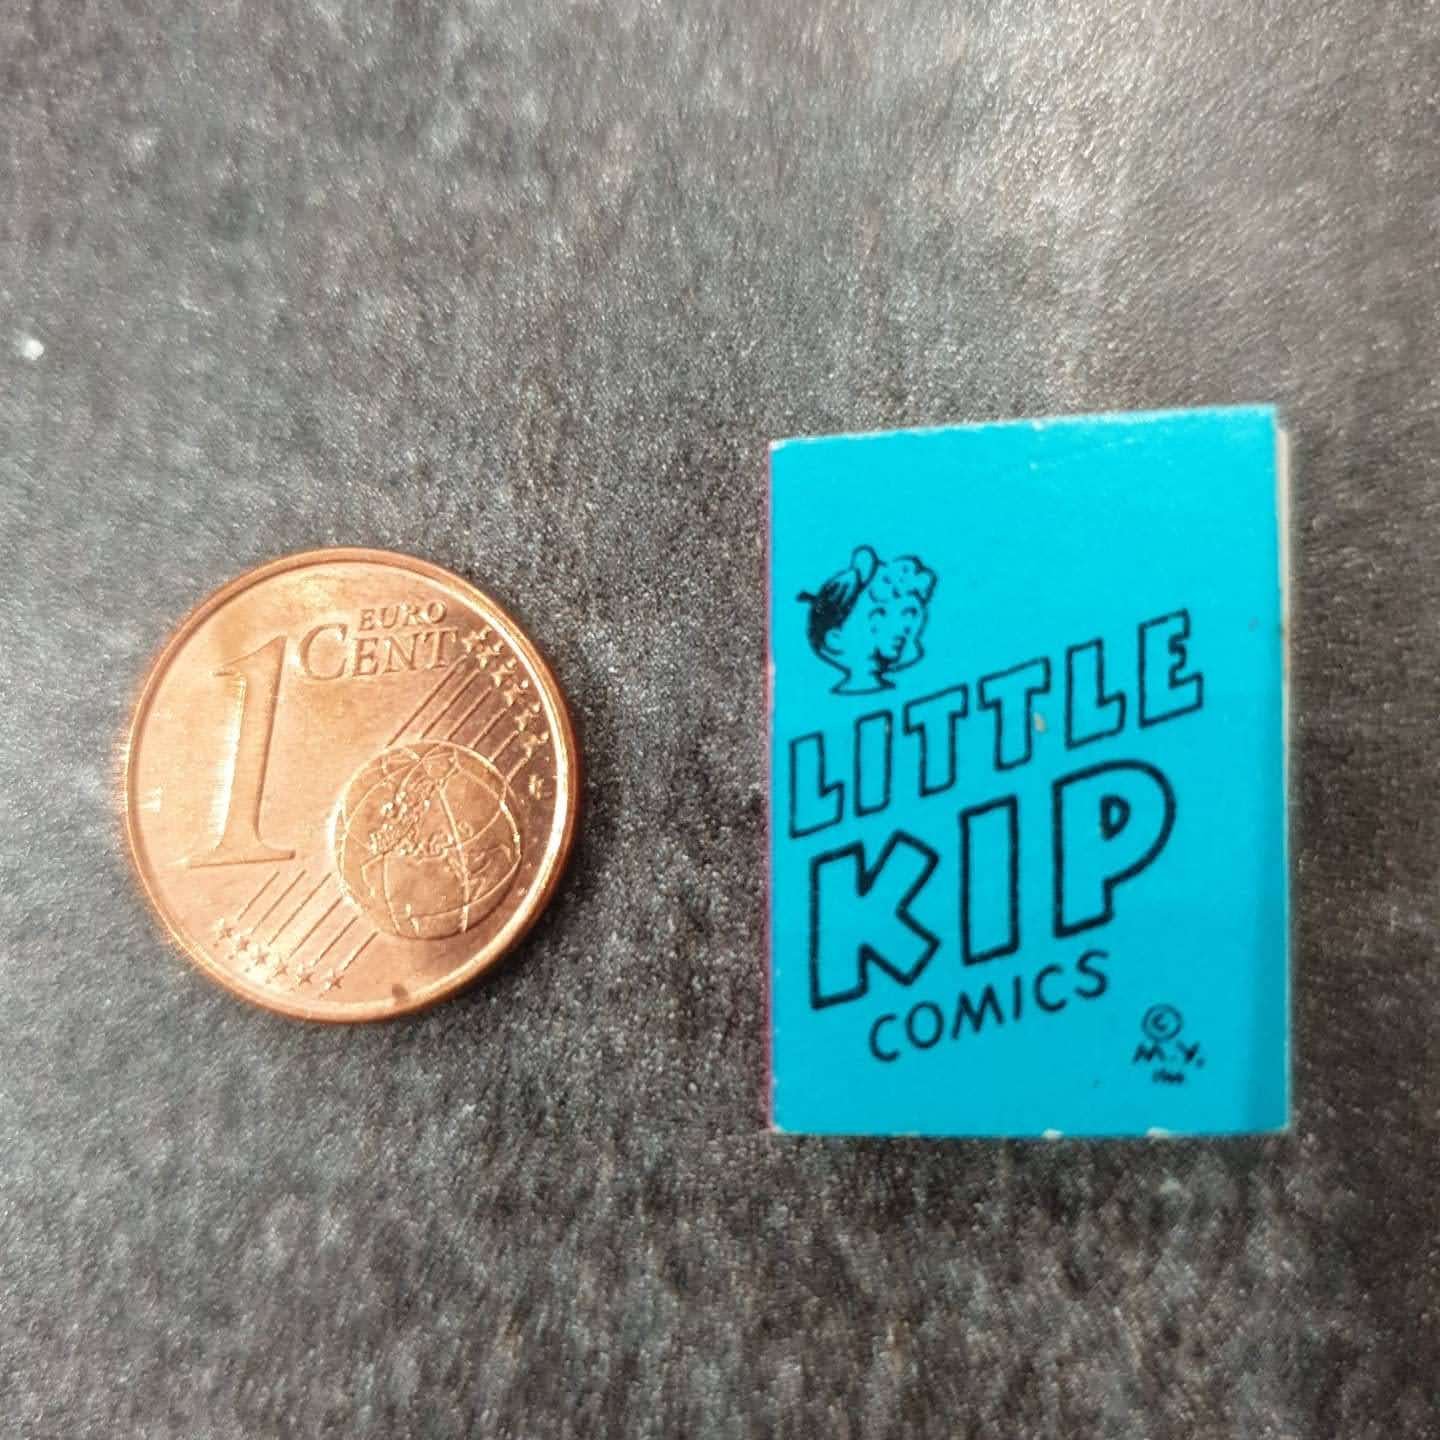 1
EURO
CENT
LITTLE
KIP
COMICS
©
M.Y.